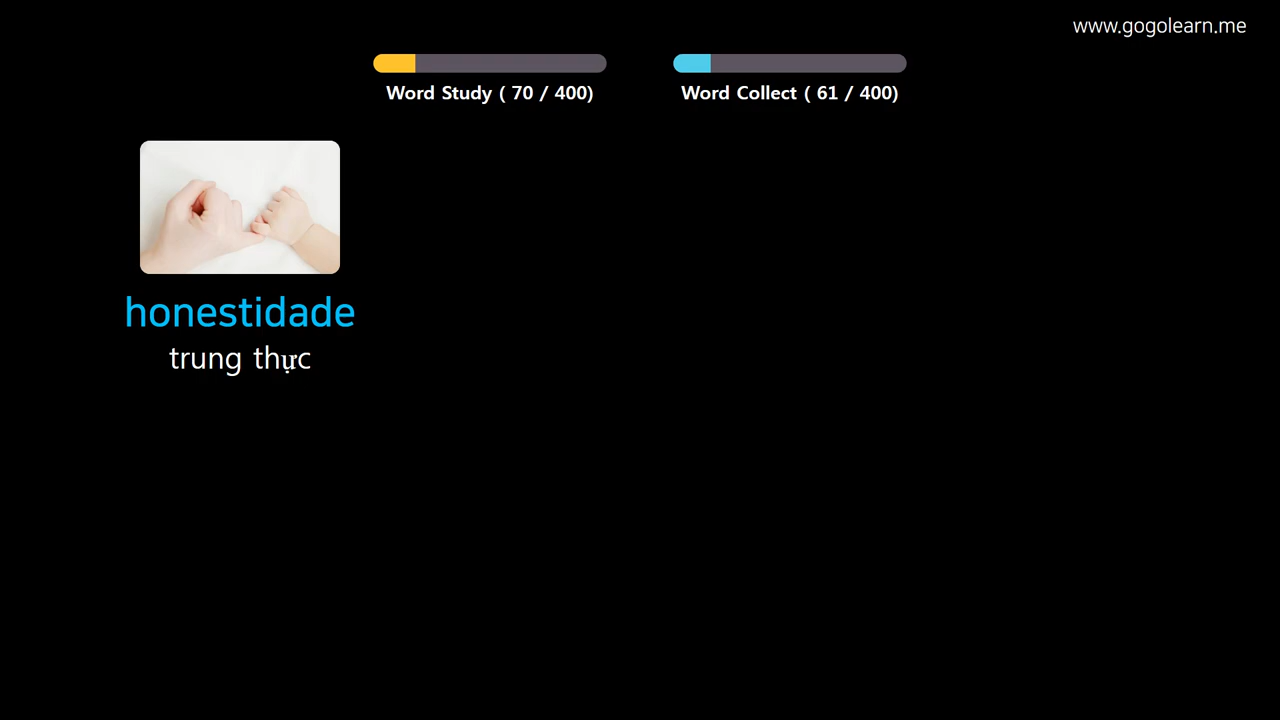 www.gogolearn.me
Word Study ( 70 / 400)
Word Collect ( 61 / 400)
honestidade
trung thực